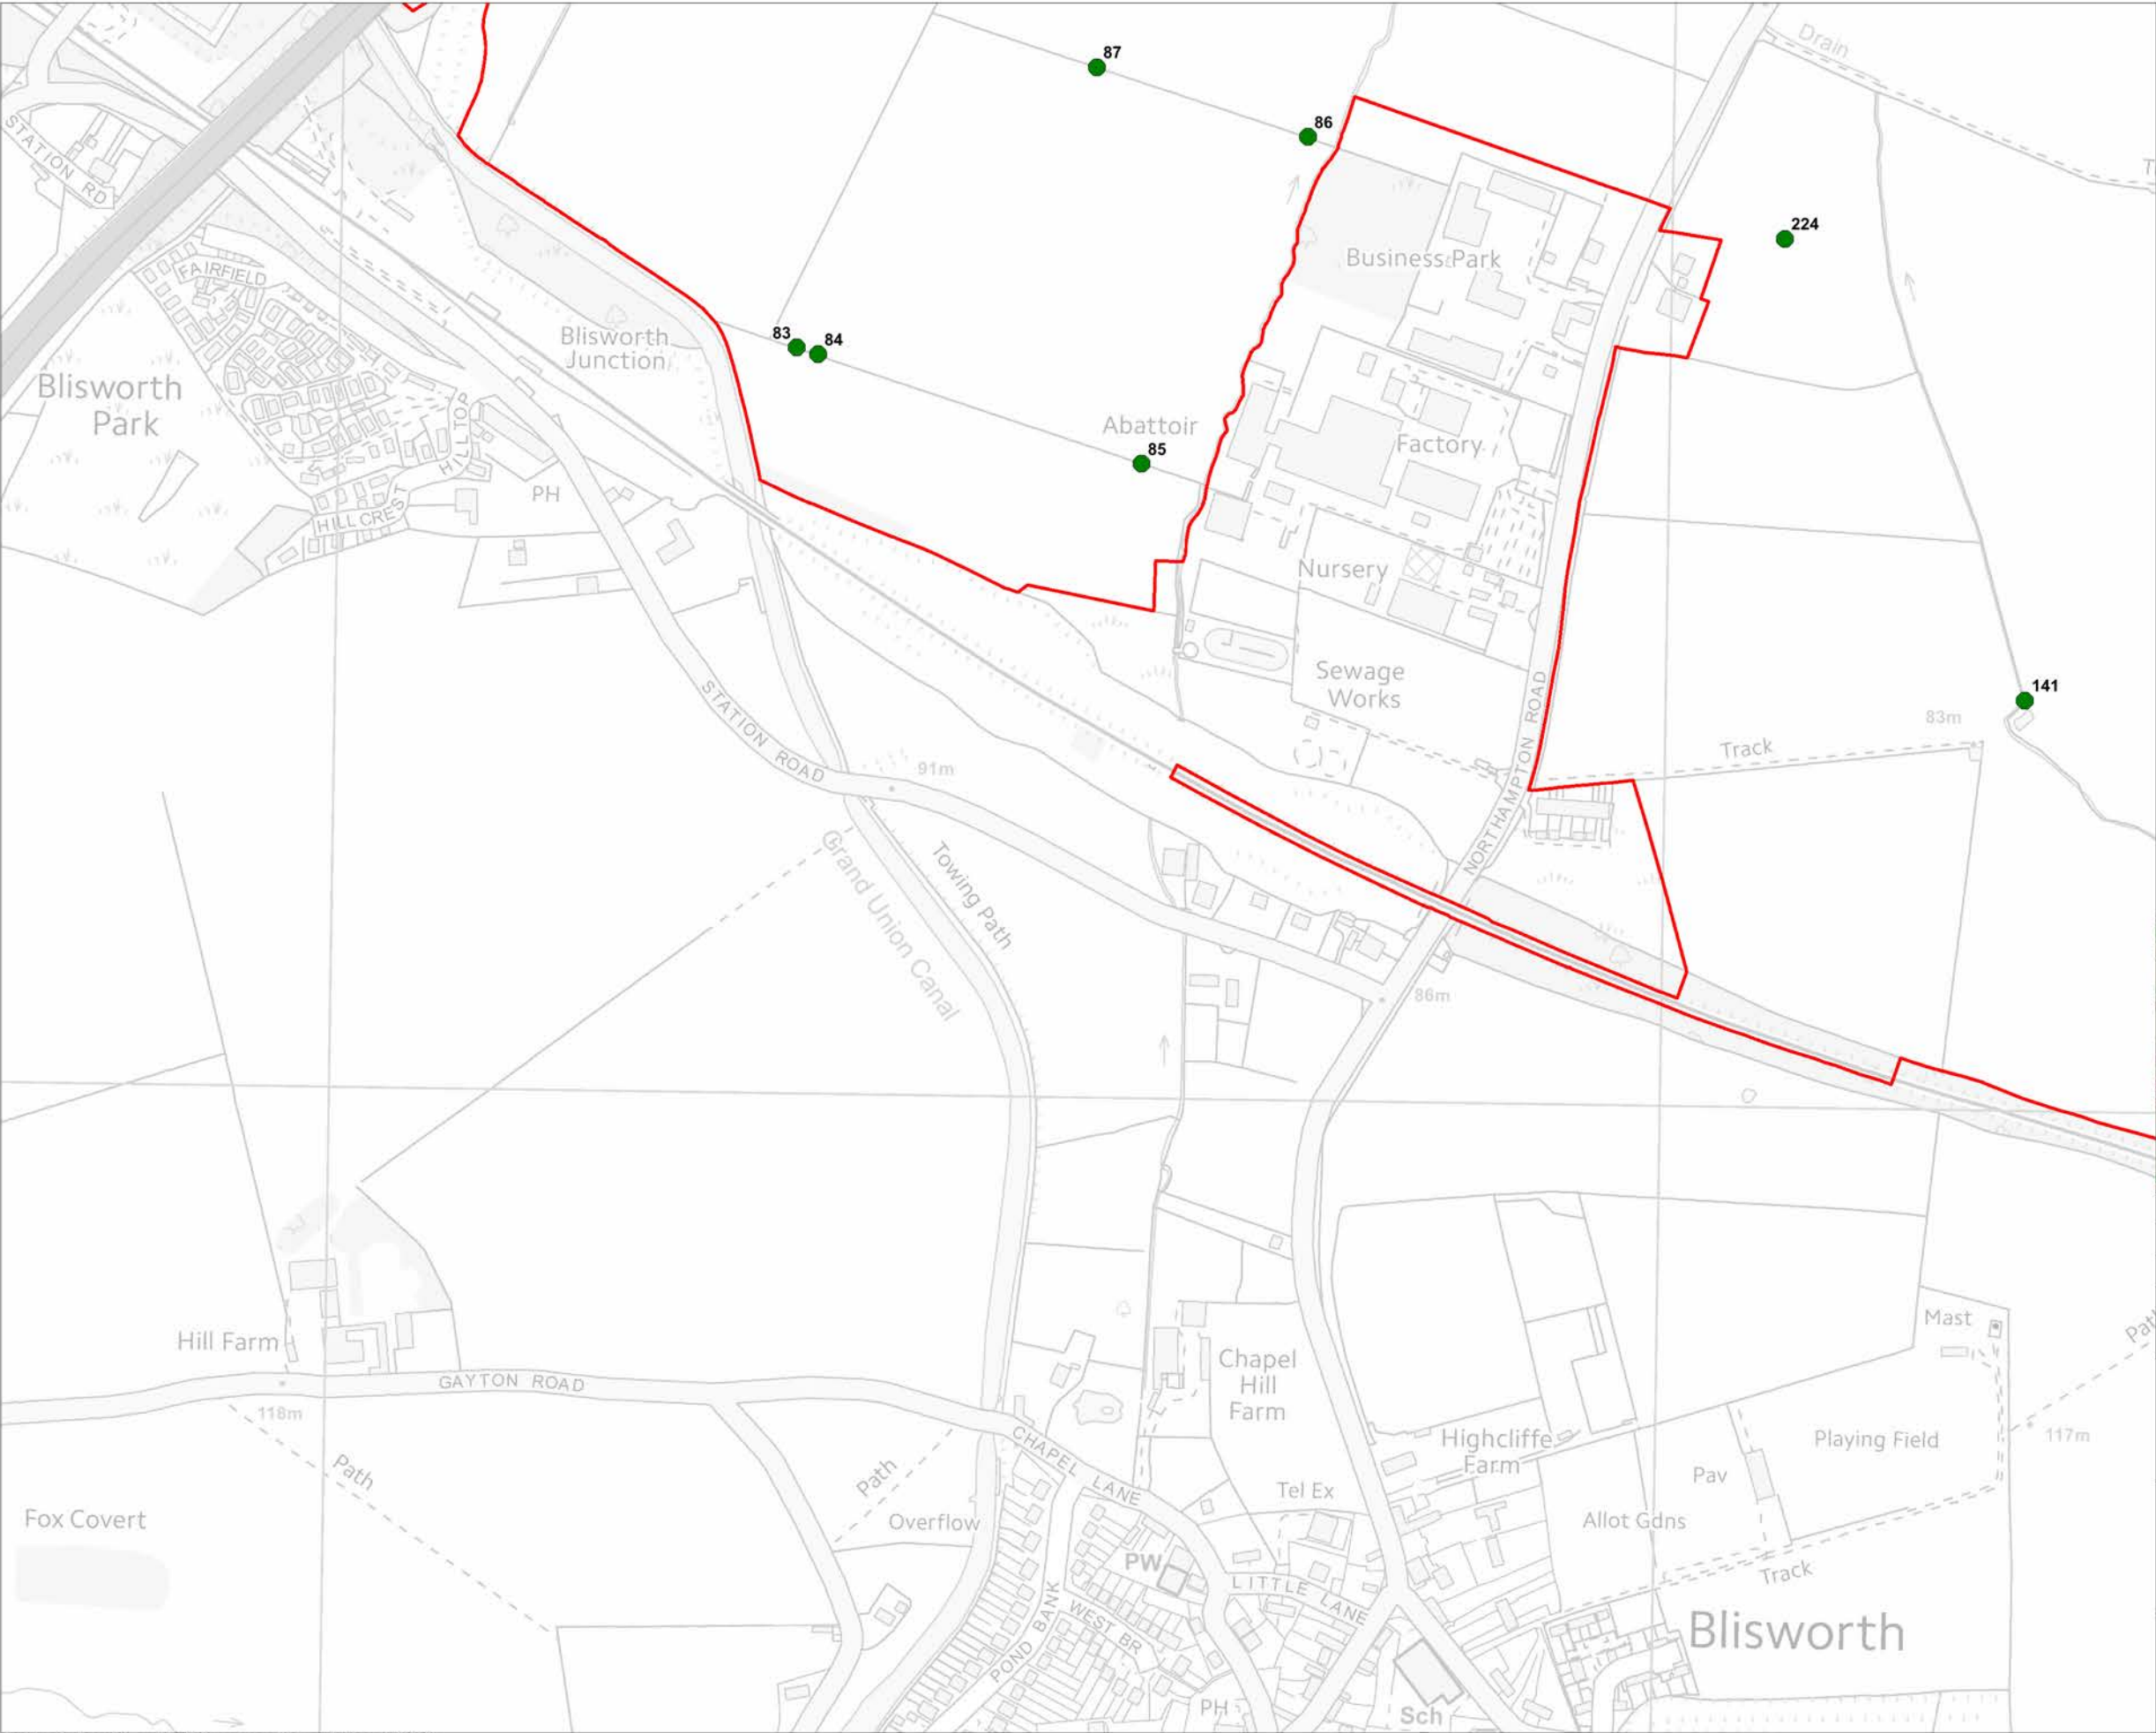 Drain
87
86
STATION RD
224
Business Park
FAIRFIELD
Blisworth
Junction
83
84
Blisworth
Park
HILL TOP
Abattoir
85
Factory
PH
HILL CREST
Nursery
Sewage
Works
NORTHAMPTON ROAD
141
83m
Track
STATION ROAD
91m
Towing Path
Grand Union Canal
86m
Hill Farm
GAYTON ROAD
118m
Chapel
Hill
Farm
Mast
Path
CHAPEL LANE
Highcliffe
Farm
Playing Field
117m
Path
Path
Pav
Tel Ex
Fox Covert
Overflow
Allot Gdns
PW
LITTLE LANE
Track
POND BANK
WEST BR
Blisworth
PH
Sch